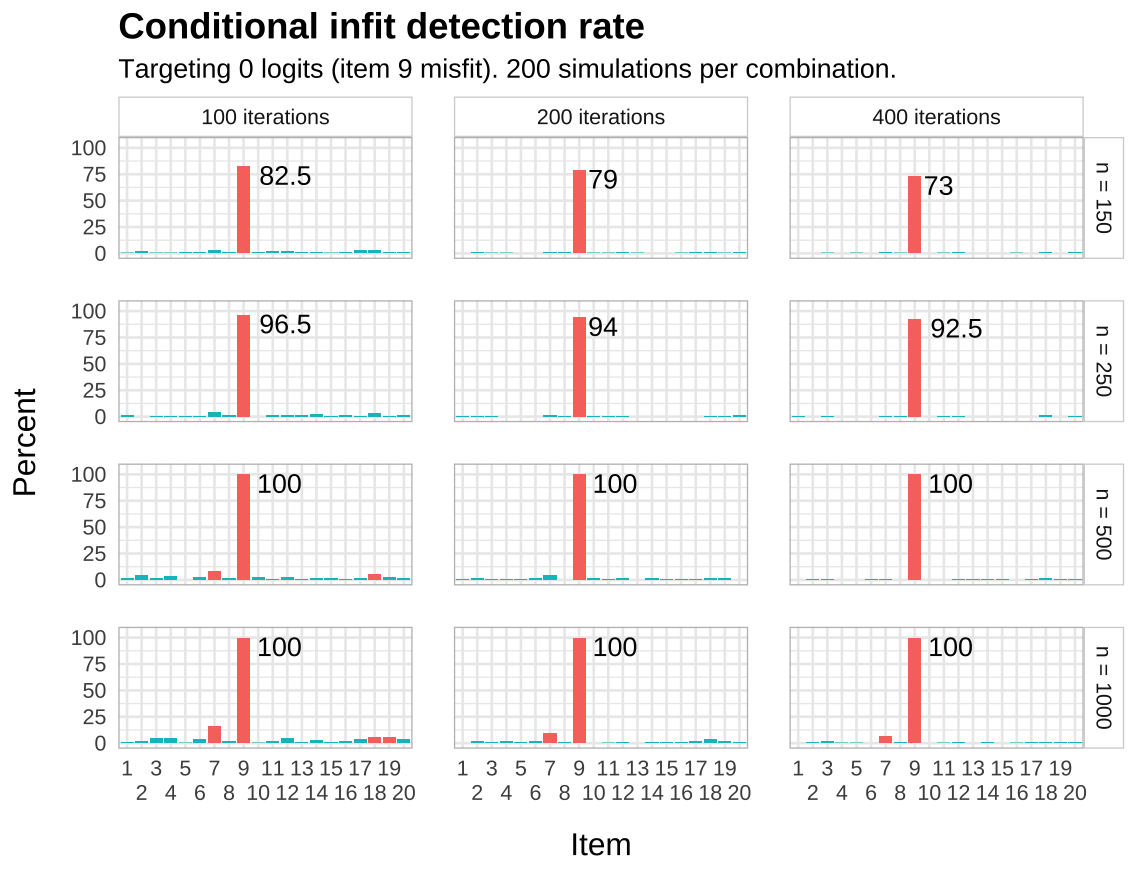 Conditional infit detection rate
Targeting 0 logits (item 9 misfit). 200 simulations per combination.
100 iterations 200 iterations 400 iterations
100
75
50
25
0
82.5 79 73
n = 150
100
75
50
25
0
96.5 94 92.5
n = 250
100
75
50
25
0
100 100 100
n = 500
100
75
50
25
0
100 100 100
n = 1000
Percent
1 3 5 7 9 11 13 15 17 19 1 3 5 7 9 11 13 15 17 19 1 3 5 7 9 11 13 15 17 19
2 4 6 8 10 12 14 16 18 20 2 4 6 8 10 12 14 16 18 20 2 4 6 8 10 12 14 16 18 20
Item